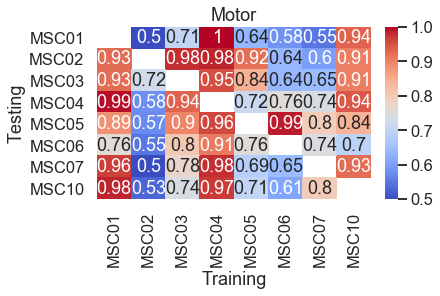 Motor
Testing
MSC01 0.5 0.71 1 0.64 0.58 0.55 0.94
MSC02 0.93 0.98 0.98 0.92 0.64 0.6 0.91
MSC03 0.93 0.72 0.95 0.84 0.64 0.65 0.91
MSC04 0.99 0.58 0.94 0.72 0.76 0.74 0.94
MSC05 0.89 0.57 0.9 0.96 0.99 0.8 0.84
MSC06 0.76 0.55 0.8 0.91 0.76 0.74 0.7
MSC07 0.96 0.5 0.78 0.98 0.69 0.65 0.93
MSC10 0.98 0.53 0.74 0.97 0.71 0.61 0.8
MSC01 MSC02 MSC03 MSC04 MSC05 MSC06 MSC07 MSC10
Training
1.0
0.9
0.8
0.7
0.6
0.5